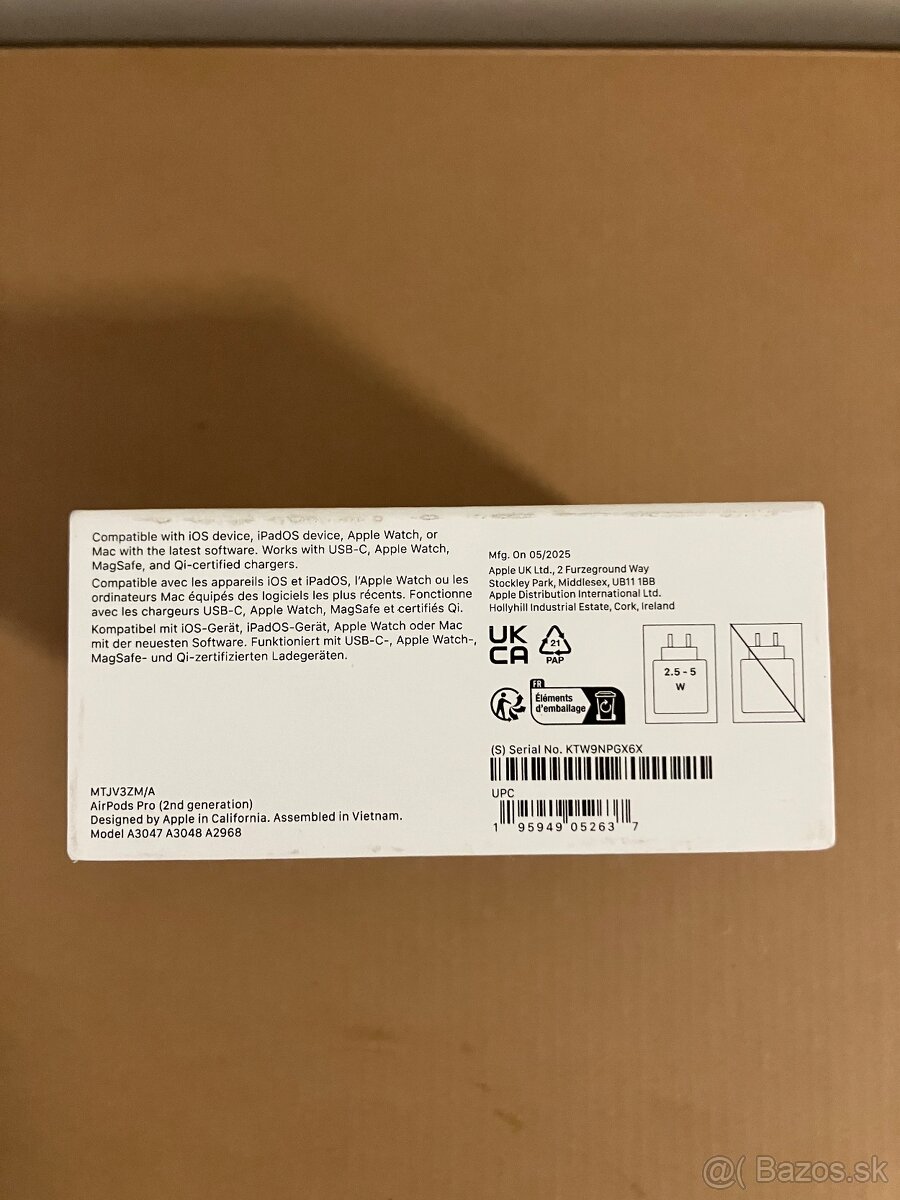 Compatible with iOS device, iPadOS device, Apple Watch, or
Mac with the latest software. Works with USB-C, Apple Watch,
MagSafe, and Qi-certified chargers.
Compatible avec les appareils iOS et iPadOS, l'Apple Watch ou les
ordinateurs Mac équipés des logiciels les plus récents. Fonctionne
avec les chargeurs USB-C, Apple Watch, MagSafe et certifiés Qi.
Kompatibel mit iOS-Gerät, iPadOS-Gerät, Apple Watch oder Mac
mit der neuesten Software. Funktioniert mit USB-C-, Apple Watch-,
MagSafe- und Qi-zertifizierten Ladegeräten.
MTJV3ZM/A
AirPods Pro (2nd generation)
Designed by Apple in California. Assembled in Vietnam.
Model A3047 A3048 A2968
Mfg. On 05/2025
Apple UK Ltd., 2 Furzeground Way
Stockley Park, Middlesex, UB11 1BB
Apple Distribution International Ltd.
Hollyhill Industrial Estate, Cork, Ireland
UK
CA
21
PAP
2.5 - 5
W
FR
Éléments
d'emballage
(S) Serial No. KTW9NPGX6X
UPC
1 95949 05263 7
@( Bazos.sk